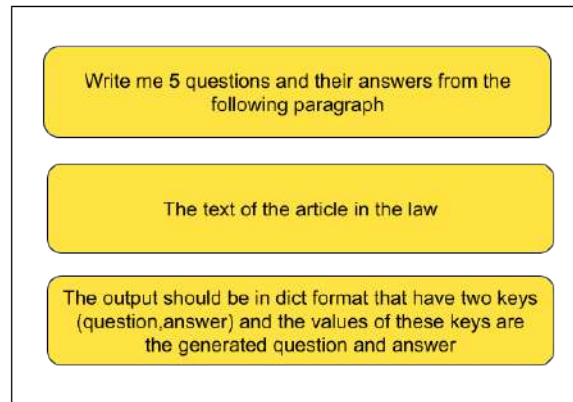 Write me 5 questions and their answers from the
following paragraph
The text of the article in the law
The output should be in dict format that have two keys
(question,answer) and the values of these keys are
the generated question and answer